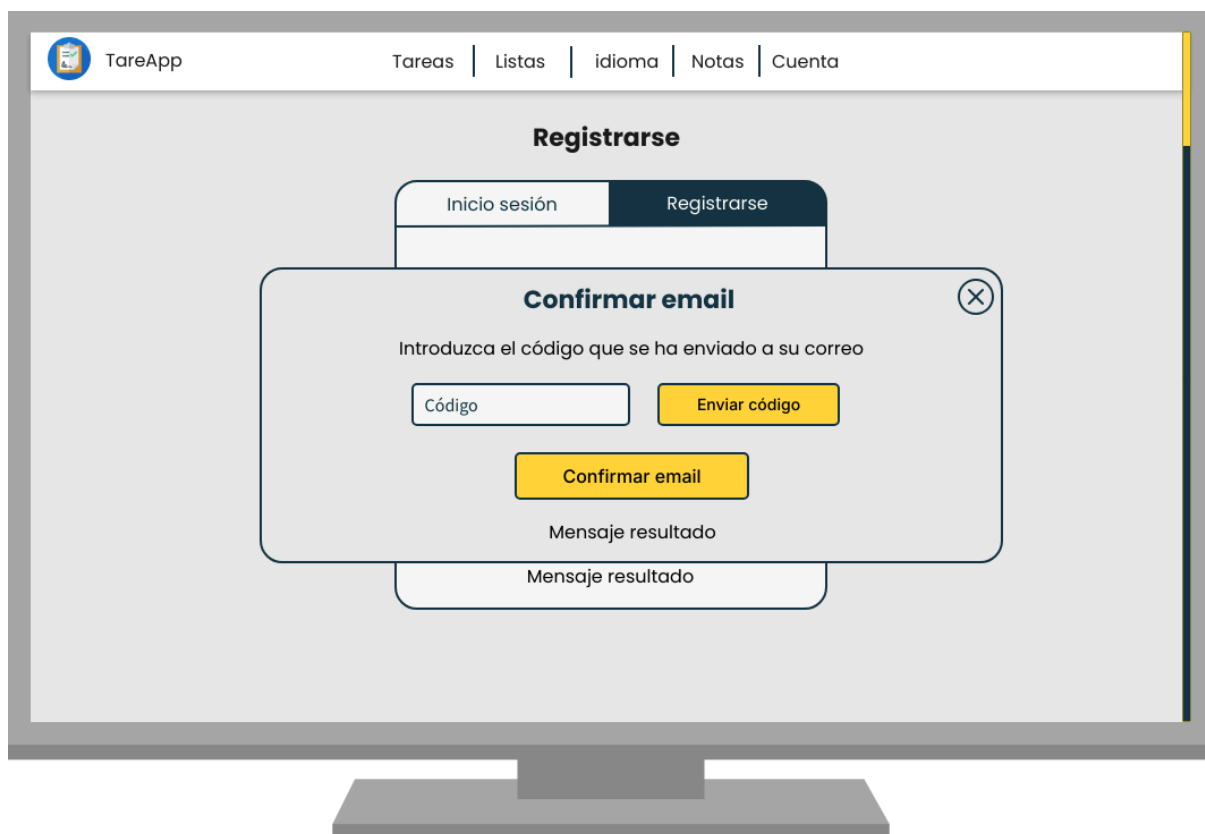 TareApp
Tareas Listas idioma Notas Cuenta
Registrarse
Inicio sesión Registrarse
Confirmar email
Introduzca el código que se ha enviado a su correo
Código Enviar código
Confirmar email
Mensaje resultado
Mensaje resultado